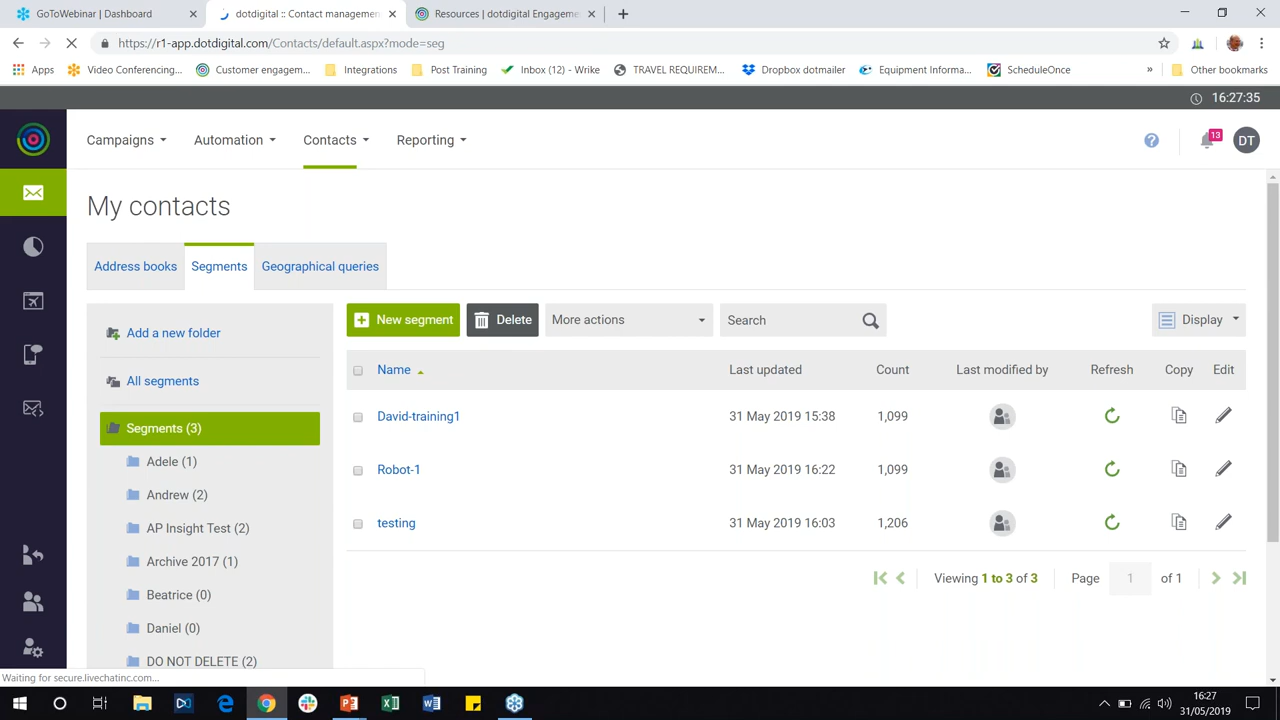 GoToWebinar | Dashboard
dotdigital :: Contact managemen
Resources | dotdigital Engageme
https://r1-app.dotdigital.com/Contacts/default.aspx?mode=seg
Apps
Video Conferencing...
Customer engagem...
Integrations
Post Training
Inbox (12) - Wrike
TRAVEL REQUIREM...
Dropbox dotmailer
Equipment Informa...
ScheduleOnce
»
Other bookmarks
16:27:35
Campaigns
Automation
Contacts
Reporting
?
13
DT
My contacts
Address books
Segments
Geographical queries
Add a new folder
All segments
Segments (3)
Adele (1)
Andrew (2)
AP Insight Test (2)
Archive 2017 (1)
Beatrice (0)
Daniel (0)
DO NOT DELETE (2)
New segment
Delete
More actions
Search
Display
Name Last updated Count Last modified by Refresh Copy Edit
David-training1 31 May 2019 15:38 1,099
Robot-1 31 May 2019 16:22 1,099
testing 31 May 2019 16:03 1,206
Viewing 1 to 3 of 3 Page 1 of 1
Waiting for secure.livechatinc.com...
16:27
31/05/2019